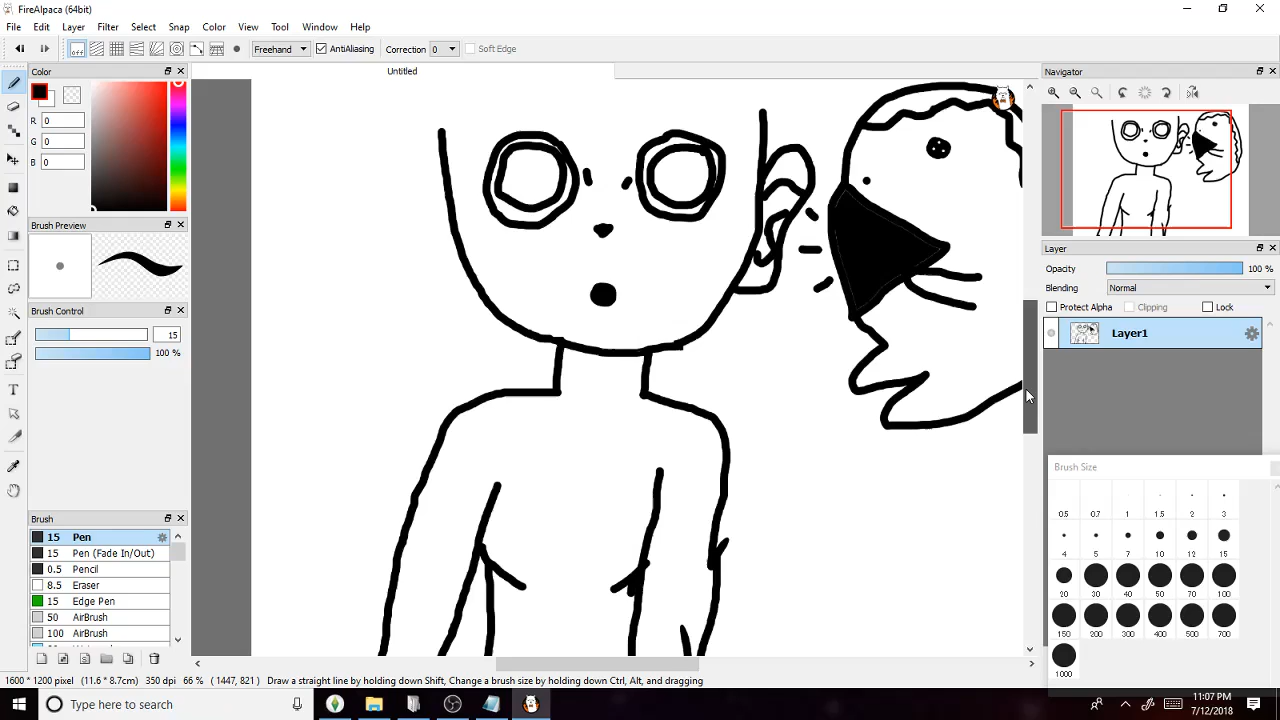 FireAlpaca (64bit)
File Edit Layer Filter Select Snap Color View Tool Window Help
OFF Freehand AntiAliasing Correction 0 Soft Edge
Color
R 0
G 0
B 0
Brush Preview
Brush Control
15
100 %
Brush
15 Pen
15 Pen (Fade In/Out)
0.5 Pencil
8.5 Eraser
15 Edge Pen
50 AirBrush
100 AirBrush
Untitled
Navigator
Layer
Opacity 100 %
Blending Normal
Protect Alpha Clipping Lock
Layer1
Brush Size
0.5 0.7 1 1.5 2 3
4 5 7 10 12 15
20 30 40 50 70 100
150 200 300 400 500 700
1000
1600 * 1200 pixel (11.6 * 8.7cm) 350 dpi 66 % ( 1447, 821 ) Draw a straight line by holding down Shift, Change a brush size by holding down Ctrl, Alt, and dragging
Type here to search
11:07 PM
7/12/2018